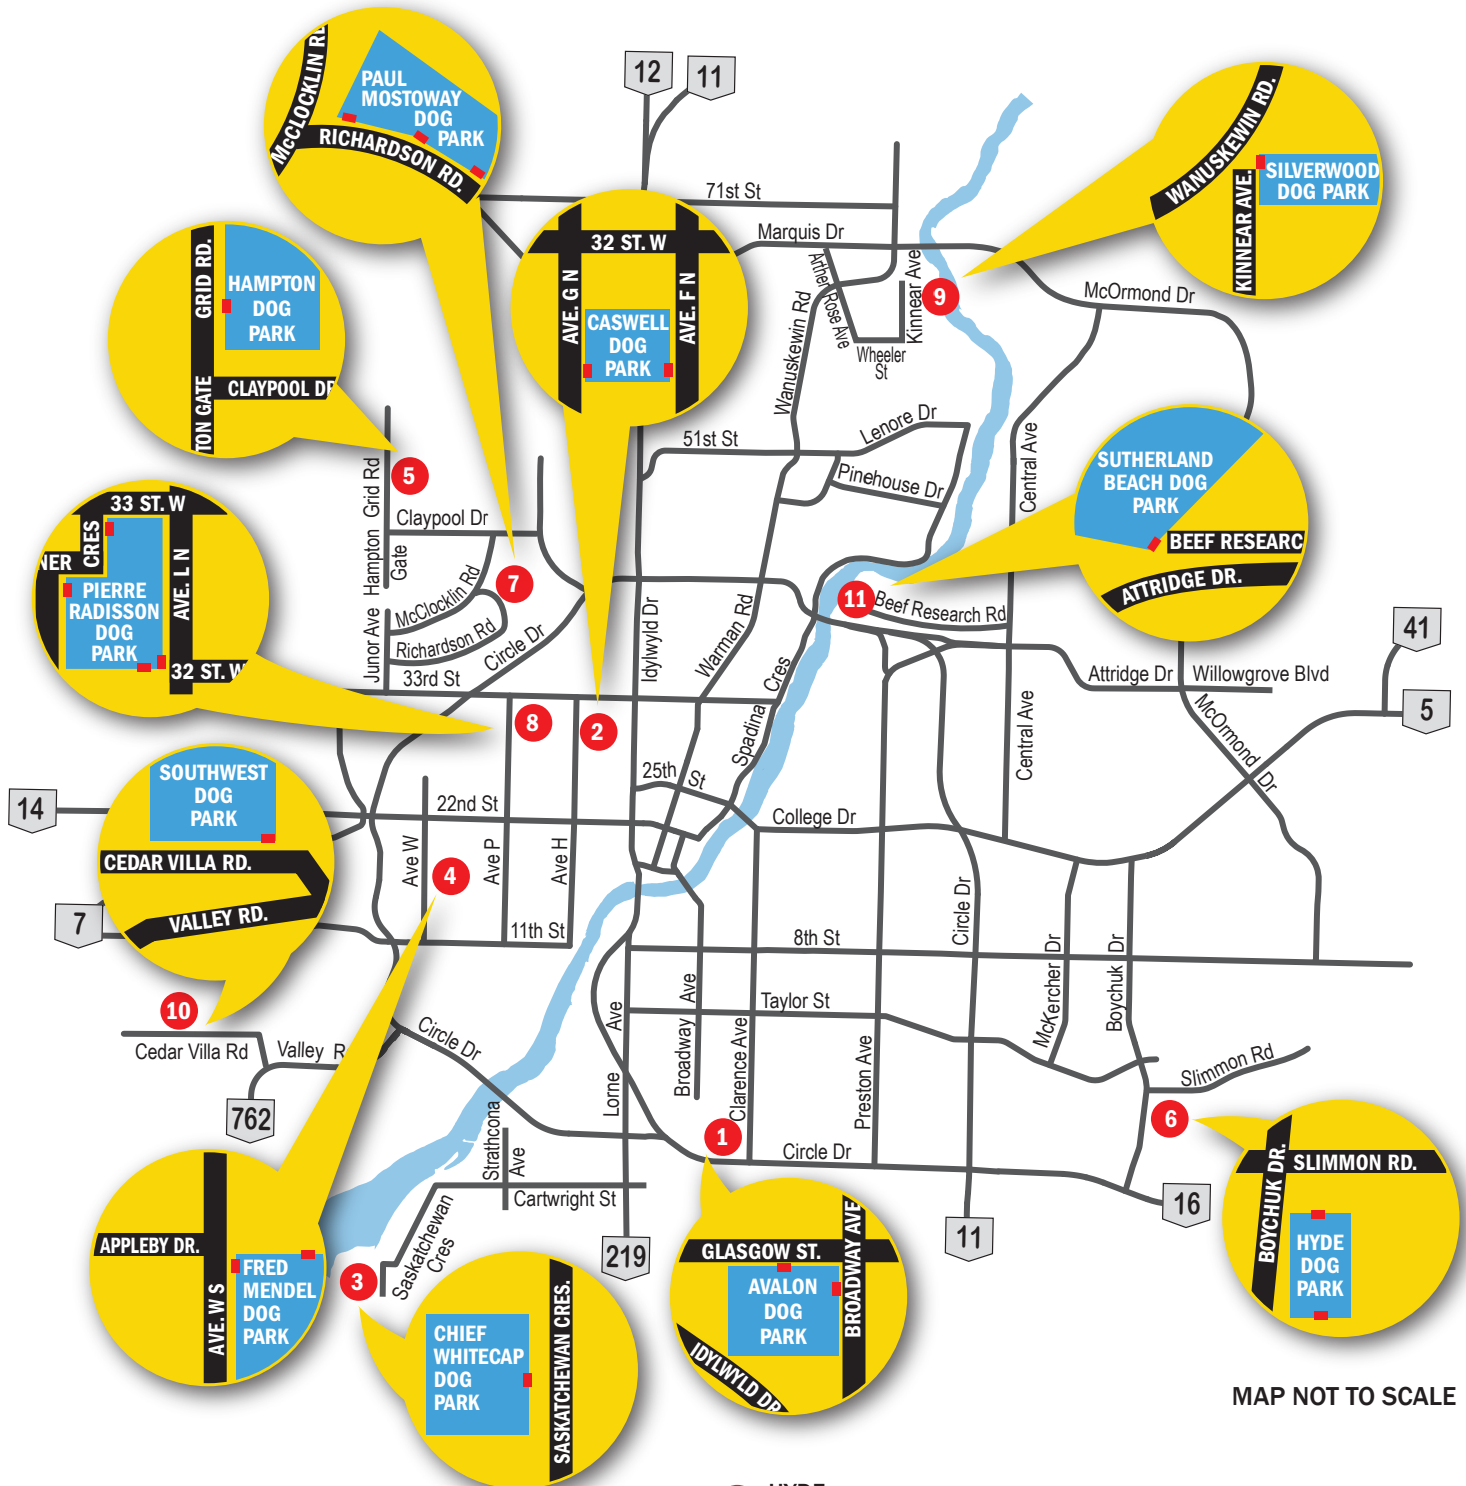 McCLOCKLIN RD.
RICHARDSON RD.
PAUL
MOSTOWAY
DOG
PARK
12
11
WANUSKEWIN RD.
KINNEAR AVE.
SILVERWOOD
DOG PARK
71st St
Marquis Dr
32 ST. W
AVE. G N
AVE. F N
CASWELL
DOG
PARK
GRID RD.
HAMPTON
DOG
PARK
TON GATE
CLAYPOOL DR
Arthur Rose Ave
Kinnear Ave
9
McOrmond Dr
Wanuskewin Rd
Wheeler
St
51st St
Lenore Dr
Pinehouse Dr
Central Ave
SUTHERLAND
BEACH DOG
PARK
BEEF RESEARC
ATTRIDGE DR.
5
Hampton Grid Rd
Gate
Claypool Dr
33 ST. W
NER
CRES
AVE. L N
PIERRE
RADISSON
DOG
PARK
32 ST. W
7
McClocklin Rd
Richardson Rd
Junor Ave
33rd St
Circle Dr
Idylwyld Dr
Warman Rd
Spadina Cres
11
Beef Research Rd
41
Attridge Dr
Willowgrove Blvd
5
McOrmond Dr
Central Ave
8
2
SOUTHWEST
DOG
PARK
CEDAR VILLA RD.
VALLEY RD.
14
22nd St
25th St
College Dr
Ave W
4
Ave P
Ave H
7
11th St
8th St
Circle Dr
McKercher Dr
Boychuk Dr
10
Cedar Villa Rd
Valley R
Circle Dr
Lorne Ave
Broadway Ave
Taylor St
Clarence Ave
Preston Ave
Slimmon Rd
762
Strathcona
Ave
1
Circle Dr
6
BOYCHUK DR.
SLIMMON RD.
HYDE
DOG
PARK
APPLEBY DR.
AVE. W S
FRED
MENDEL
DOG
PARK
Cartwright St
Saskatchewan
Cres
3
219
11
16
GLASGOW ST.
BROADWAY AVE
AVALON
DOG
PARK
IDYLWYLD DR
CHIEF
WHITECAP
DOG
PARK
SASKATCHEWAN CRES.
MAP NOT TO SCALE